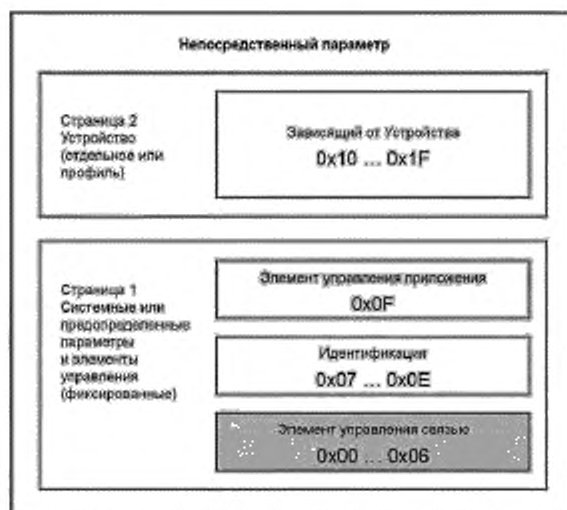 Непосредственный параметр
Страница 2
Устройство
(отдельное или
профиль)
Зависящий от Устройства
0x10 ... 0x1F
Страница 1
Системные или
предопределенные
параметры
и элементы
управления
(фиксированные)
Элемент управления приложения
0x0F
Идентификация
0x07 ... 0x0E
Элемент управления связью
0x00 ... 0x06